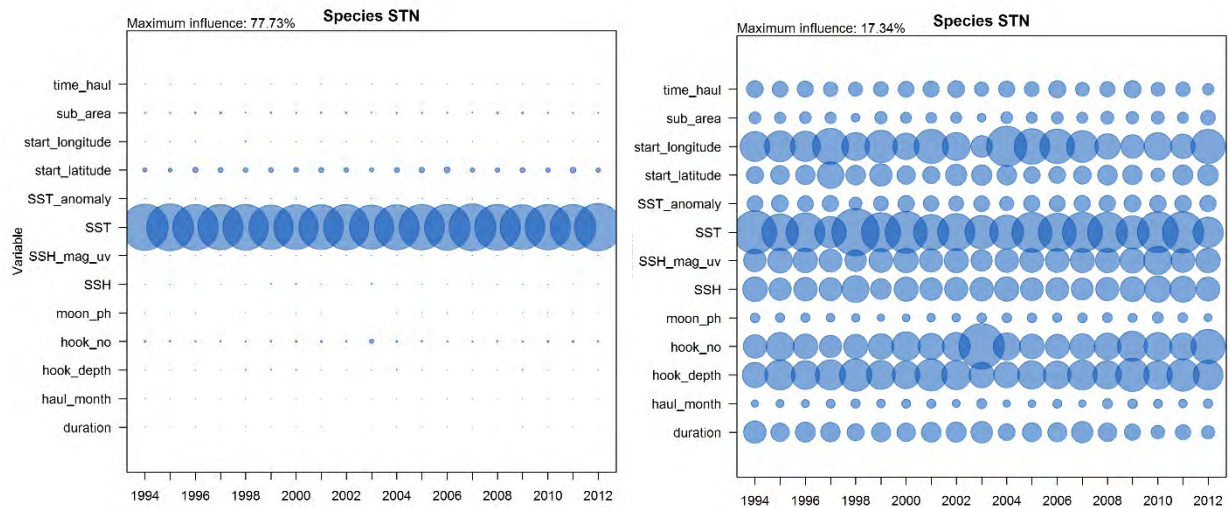 Species STN
Maximum influence: 77.73%
Variable
time_haul
sub_area
start_longitude
start_latitude
SST_anomaly
SST
SSH_mag_uv
SSH
moon_ph
hook_no
hook_depth
haul_month
duration
1994 1996 1998 2000 2002 2004 2006 2008 2010 2012
Species STN
Maximum influence: 17.34%
time_haul
sub_area
start_longitude
start_latitude
SST_anomaly
SST
SSH_mag_uv
SSH
moon_ph
hook_no
hook_depth
haul_month
duration
1994 1996 1998 2000 2002 2004 2006 2008 2010 2012